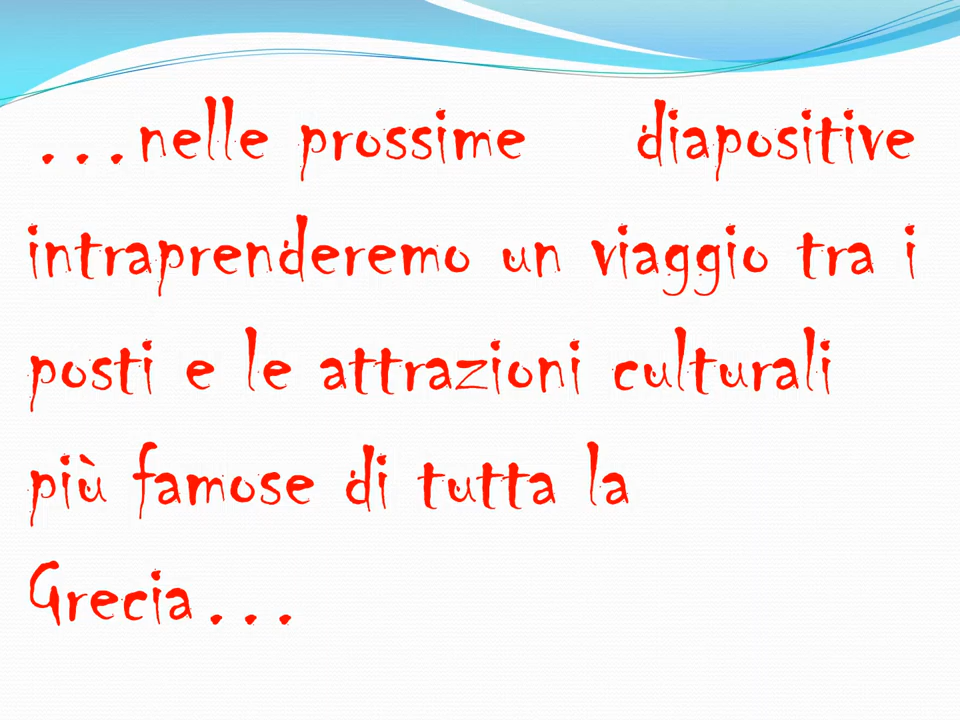 ...nelle prossime diapositive
intraprenderemo un viaggio tra i
posti e le attrazioni culturali
più famose di tutta la
Grecia...